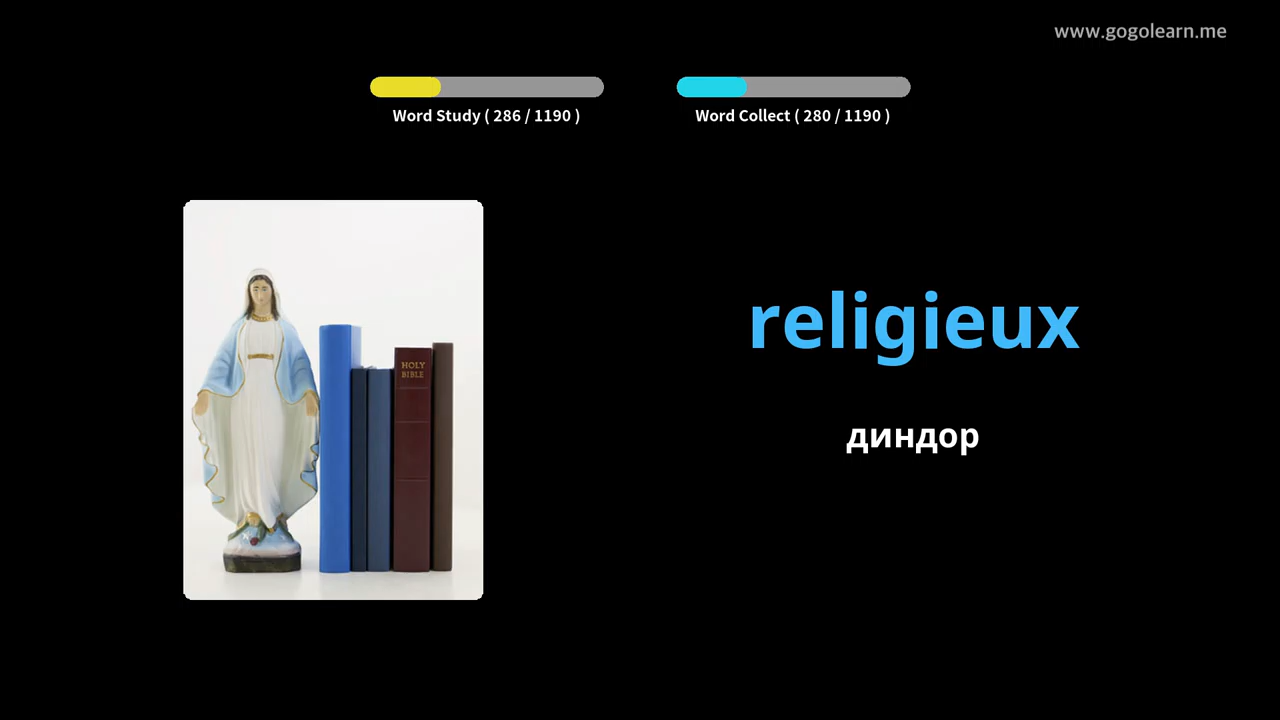 www.gogolearn.me
Word Study ( 286 / 1190 )
Word Collect ( 280 / 1190 )
HOLY
BIBLE
religieux
диндор